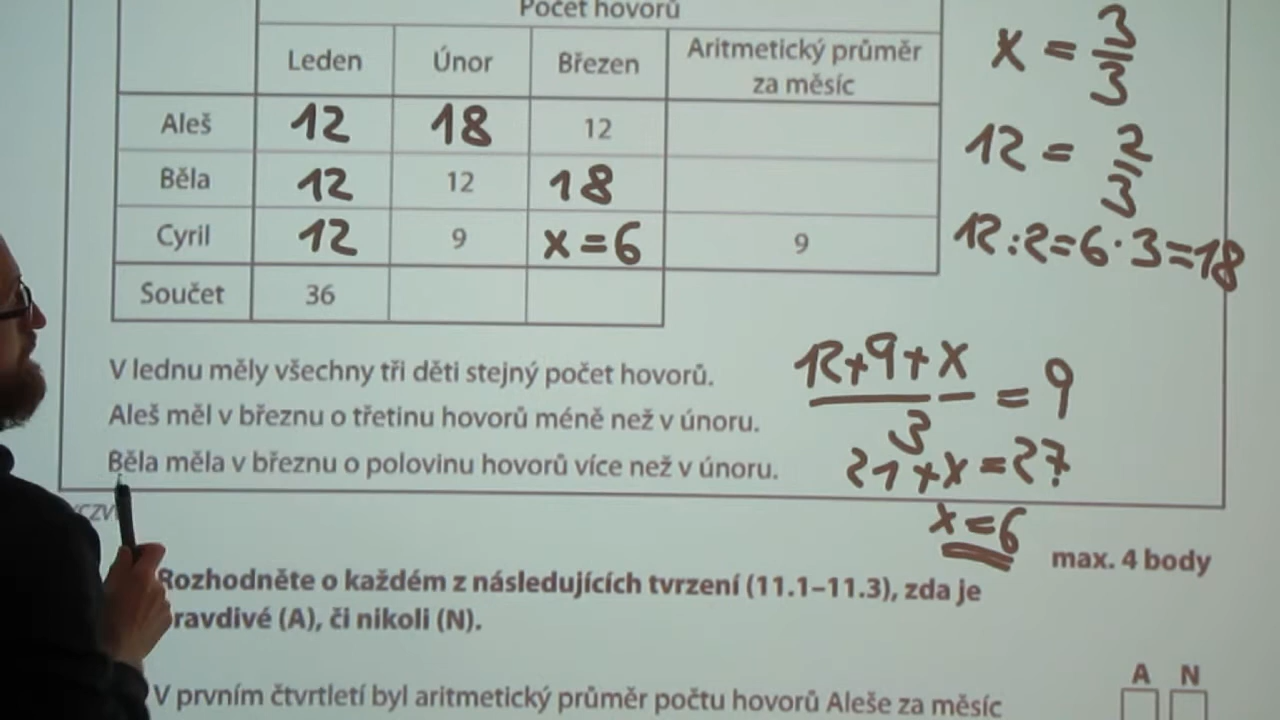 Počet hovorů
Leden Únor Březen Aritmetický průměr za měsíc
Aleš 12 18 12
Běla 12 12 18
Cyril 12 9 x = 6 9
Součet 36
V lednu měly všechny tři děti stejný počet hovorů.
Aleš měl v březnu o třetinu hovorů méně než v únoru.
Běla měla v březnu o polovinu hovorů více než v únoru.
x = 3/3
12 = 2/3
12:2=6·3=18
12+9+x / 3 = 9
21+x=27
x=6
max. 4 body
Rozhodněte o každém z následujících tvrzení (11.1–11.3), zda je
pravdivé (A), či nikoli (N).
A N
V prvním čtvrtletí byl aritmetický průměr počtu hovorů Aleše za měsíc